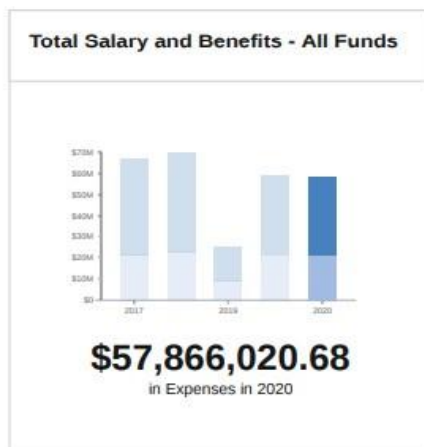 Total Salary and Benefits - All Funds
$70M
$60M
$50M
$40M
$30M
$20M
$10M
$0
2017
2019
2020
$57,866,020.68
in Expenses in 2020